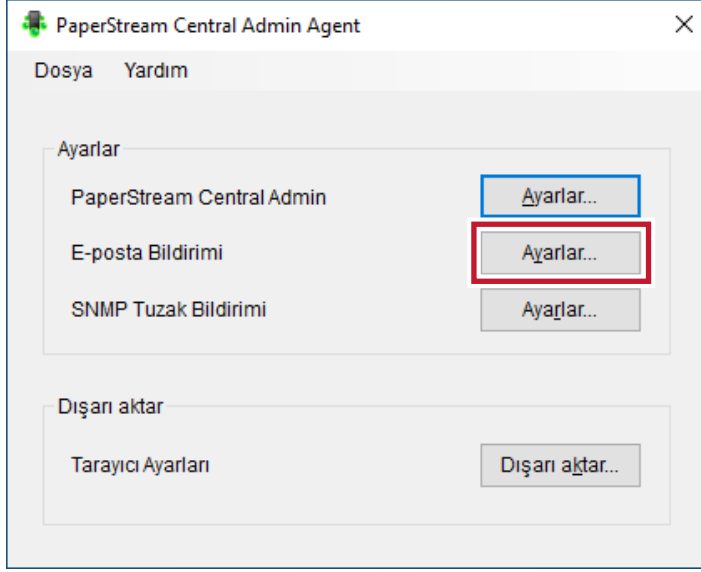 PaperStream Central Admin Agent
Dosya Yardım
Ayarlar
PaperStream Central Admin Ayarlar...
E-posta Bildirimi Ayarlar...
SNMP Tuzak Bildirimi Ayarlar...
Dışarı aktar
Tarayıcı Ayarları Dışarı aktar...